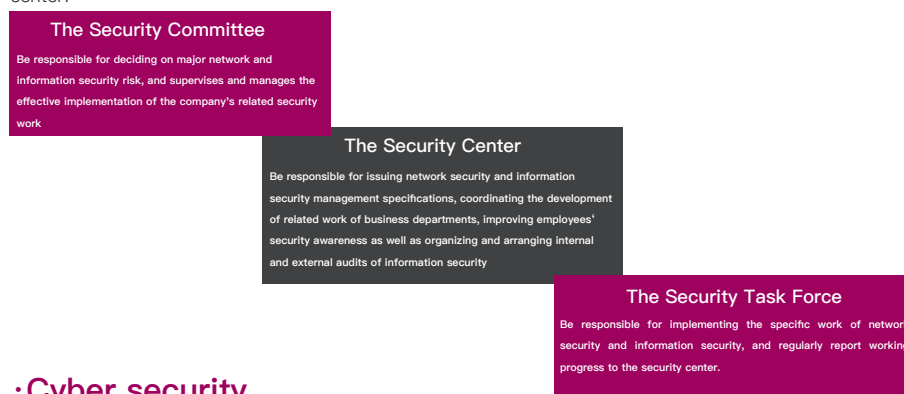 center.
The Security Committee
Be responsible for deciding on major network and
information security risk, and supervises and manages the
effective implementation of the company's related security
work
The Security Center
Be responsible for issuing network security and information
security management specifications, coordinating the development
of related work of business departments, improving employees‘
security awareness as well as organizing and arranging internal
and external audits of information security
The Security Task Force
Be responsible for implementing the specific work of network
security and information security, and regularly report working
progress to the security center.
·Cyber security